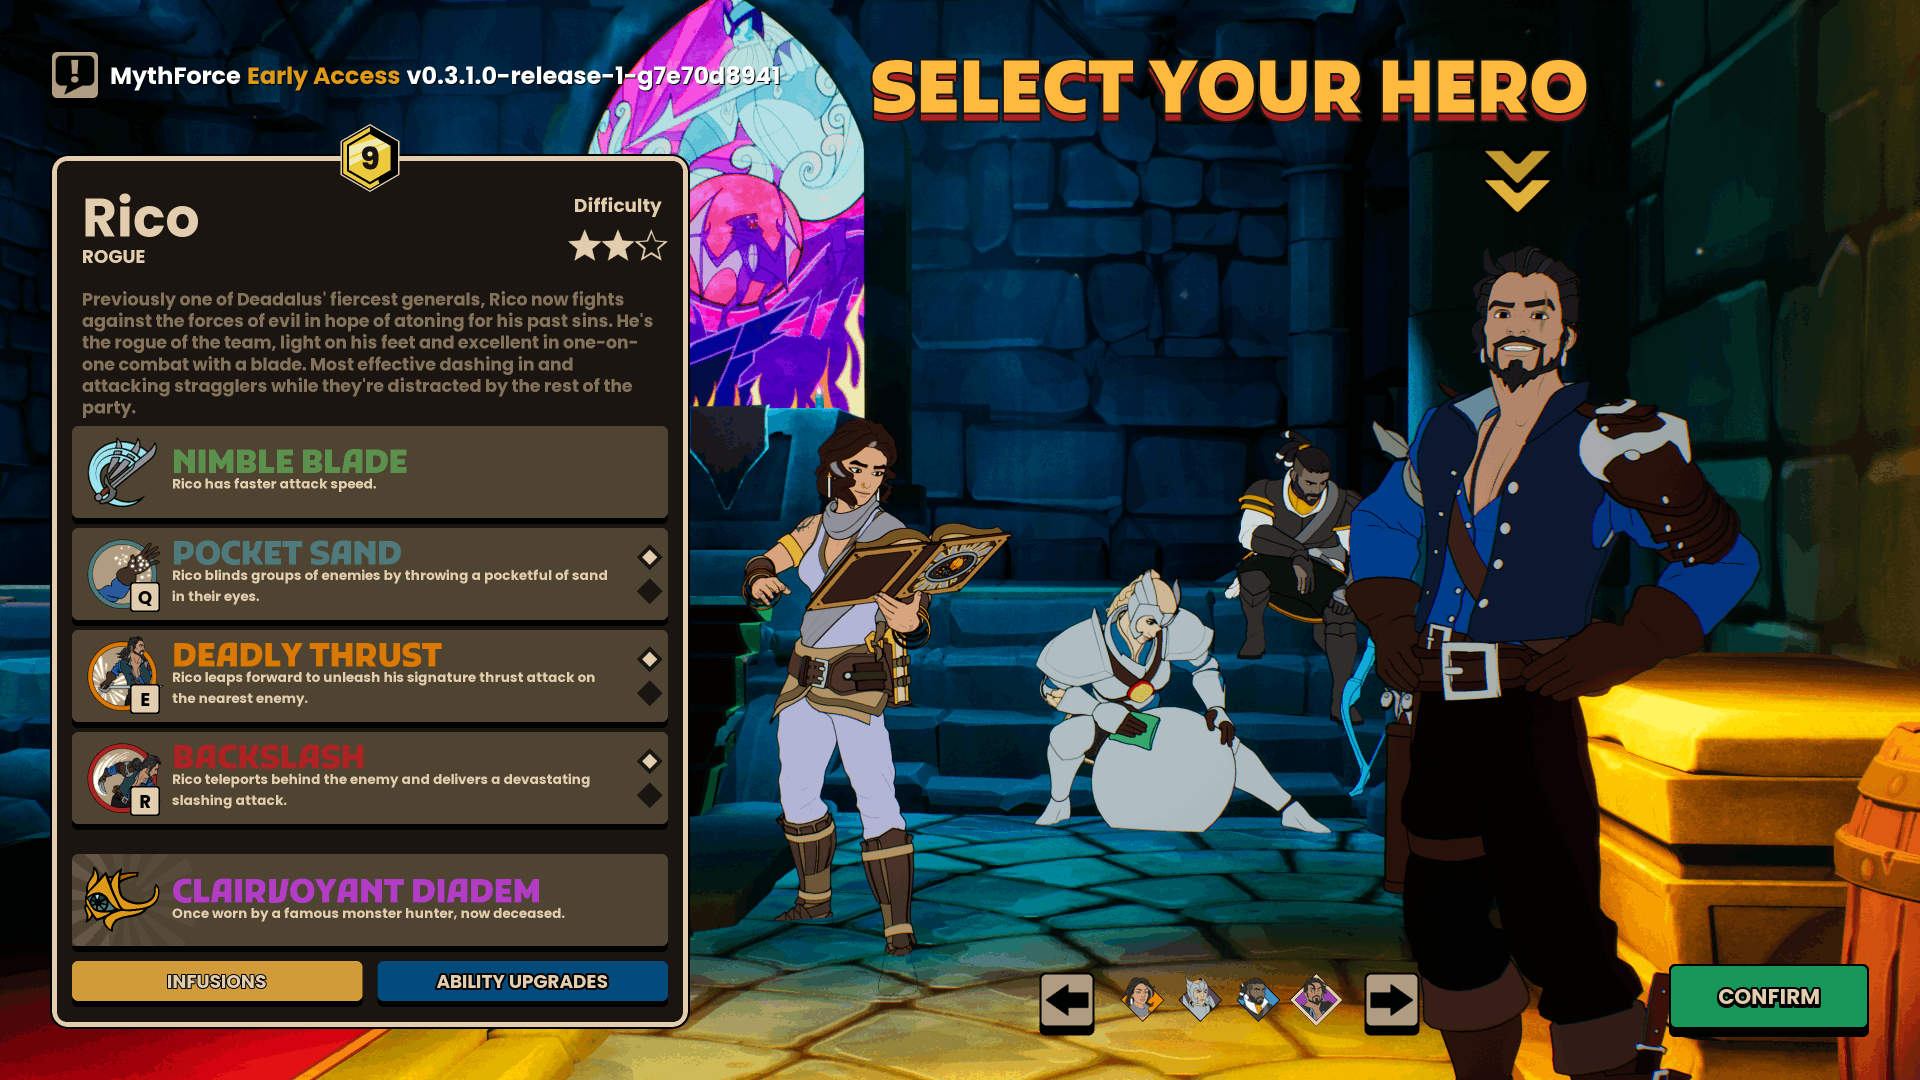 MythForce Early Access v0.3.1.0-release-1-g7e70d8941
SELECT YOUR HERO
9
Rico
ROGUE
Difficulty
Previously one of Deadalus' fiercest generals, Rico now fights
against the forces of evil in hope of atoning for his past sins. He's
the rogue of the team, light on his feet and excellent in one-on-
one combat with a blade. Most effective dashing in and
attacking stragglers while they're distracted by the rest of the
party.
NIMBLE BLADE
Rico has faster attack speed.
POCKET SAND
Rico blinds groups of enemies by throwing a pocketful of sand
in their eyes.
Q
DEADLY THRUST
Rico leaps forward to unleash his signature thrust attack on
the nearest enemy.
E
BACKSLASH
Rico teleports behind the enemy and delivers a devastating
slashing attack.
R
CLAIRVOYANT DIADEM
Once worn by a famous monster hunter, now deceased.
INFUSIONS
ABILITY UPGRADES
CONFIRM